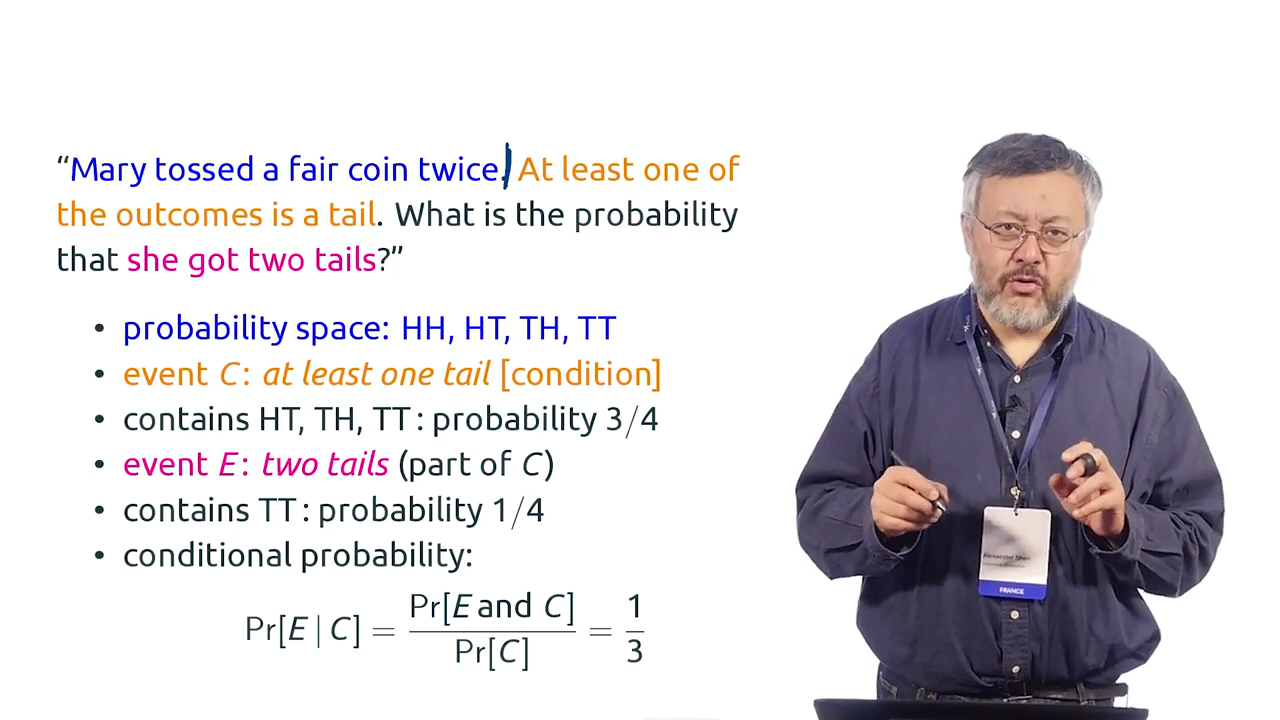 “Mary tossed a fair coin twice. At least one of
the outcomes is a tail. What is the probability
that she got two tails?”
• probability space: HH, HT, TH, TT
• event C: at least one tail [condition]
• contains HT, TH, TT: probability 3/4
• event E: two tails (part of C)
• contains TT: probability 1/4
• conditional probability:
Pr[E | C] = Pr[E and C] / Pr[C] = 1/3
Alexander Shen
FRANCE